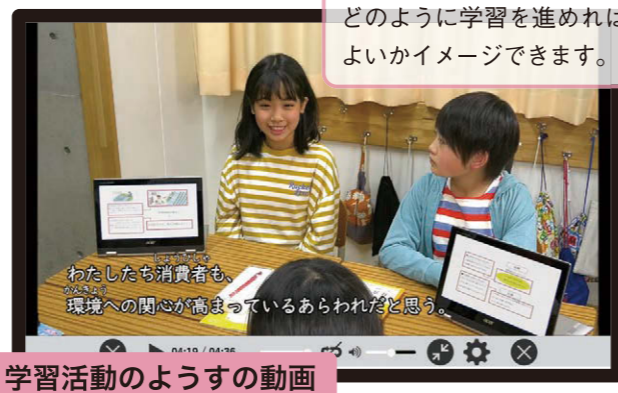 どのように学習を進めれば
よいかイメージできます。
わたしたち消費者も、
環境への関心が高まっているあらわれだと思う。
04:19 / 04:36
学習活動のようすの動画